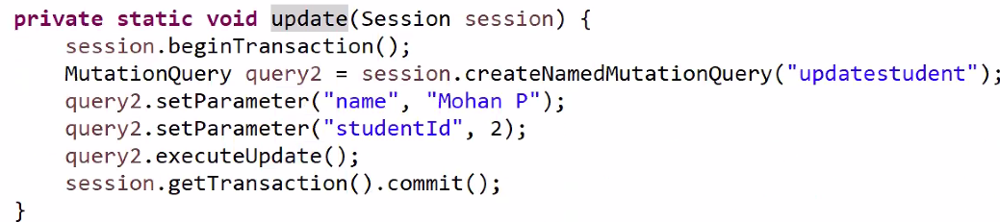 private static void update(Session session) {
    session.beginTransaction();
    MutationQuery query2 = session.createNamedMutationQuery("updatestudent");
    query2.setParameter("name", "Mohan P");
    query2.setParameter("studentId", 2);
    query2.executeUpdate();
    session.getTransaction().commit();
}